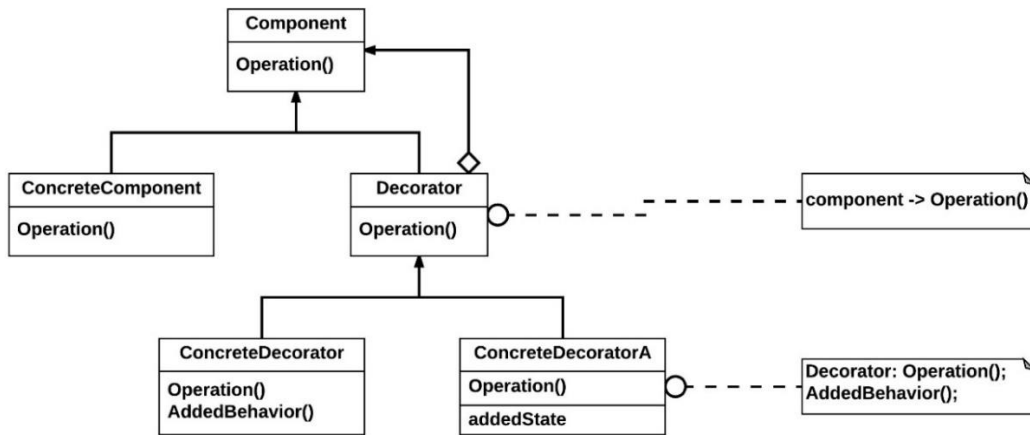 Component
Operation()
ConcreteComponent
Operation()
Decorator
Operation()
component -> Operation()
ConcreteDecorator
Operation()
AddedBehavior()
ConcreteDecoratorA
Operation()
addedState
Decorator: Operation();
AddedBehavior();